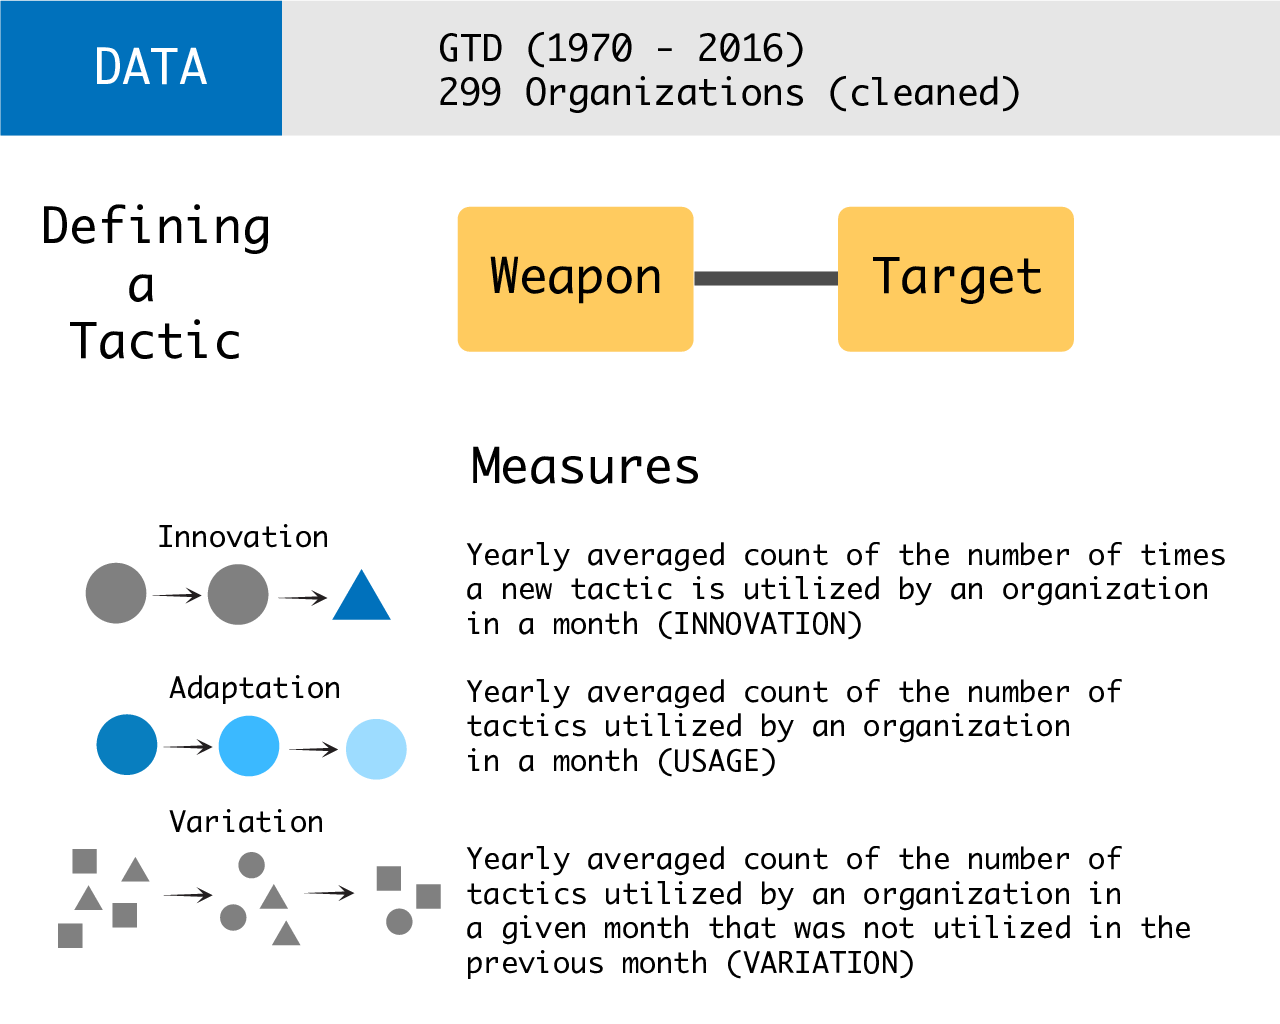 DATA
GTD (1970 - 2016)
299 Organizations (cleaned)
Defining
a
Tactic
Weapon
Target
Measures
Innovation
Yearly averaged count of the number of times
a new tactic is utilized by an organization
in a month (INNOVATION)
Adaptation
Yearly averaged count of the number of
tactics utilized by an organization
in a month (USAGE)
Variation
Yearly averaged count of the number of
tactics utilized by an organization in
a given month that was not utilized in the
previous month (VARIATION)